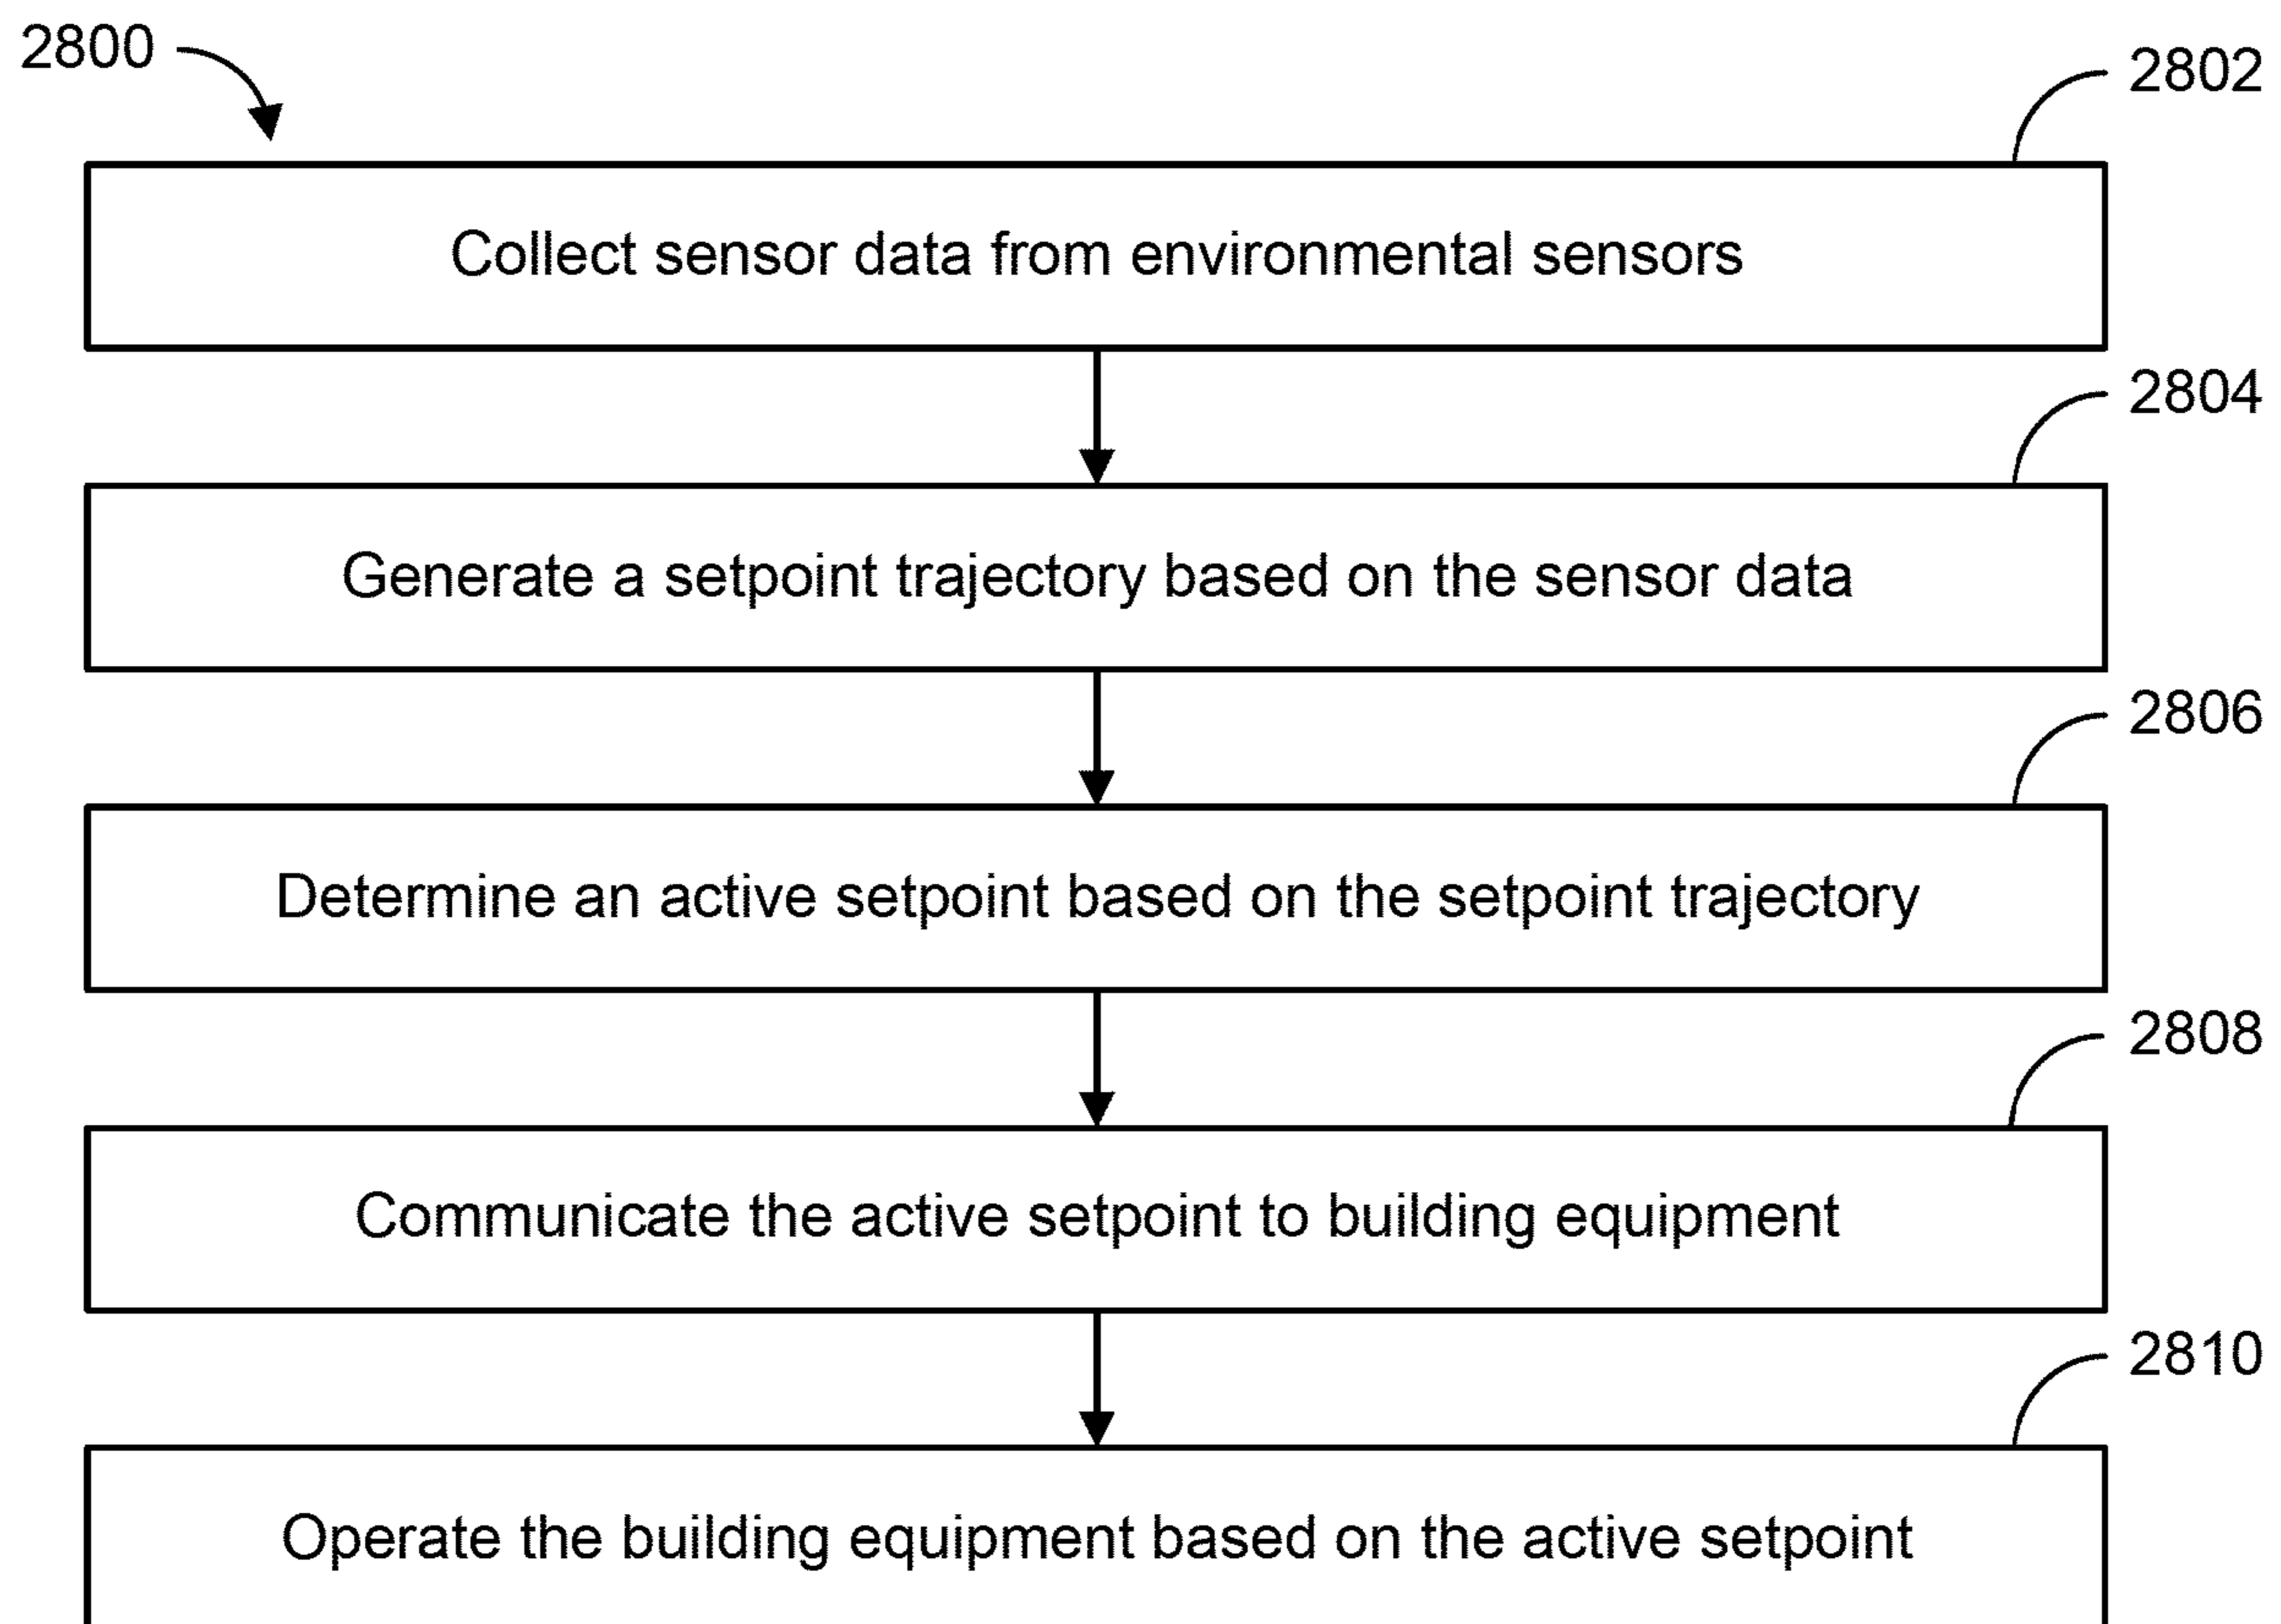 2800
2802
Collect sensor data from environmental sensors
2804
Generate a setpoint trajectory based on the sensor data
2806
Determine an active setpoint based on the setpoint trajectory
2808
Communicate the active setpoint to building equipment
2810
Operate the building equipment based on the active setpoint